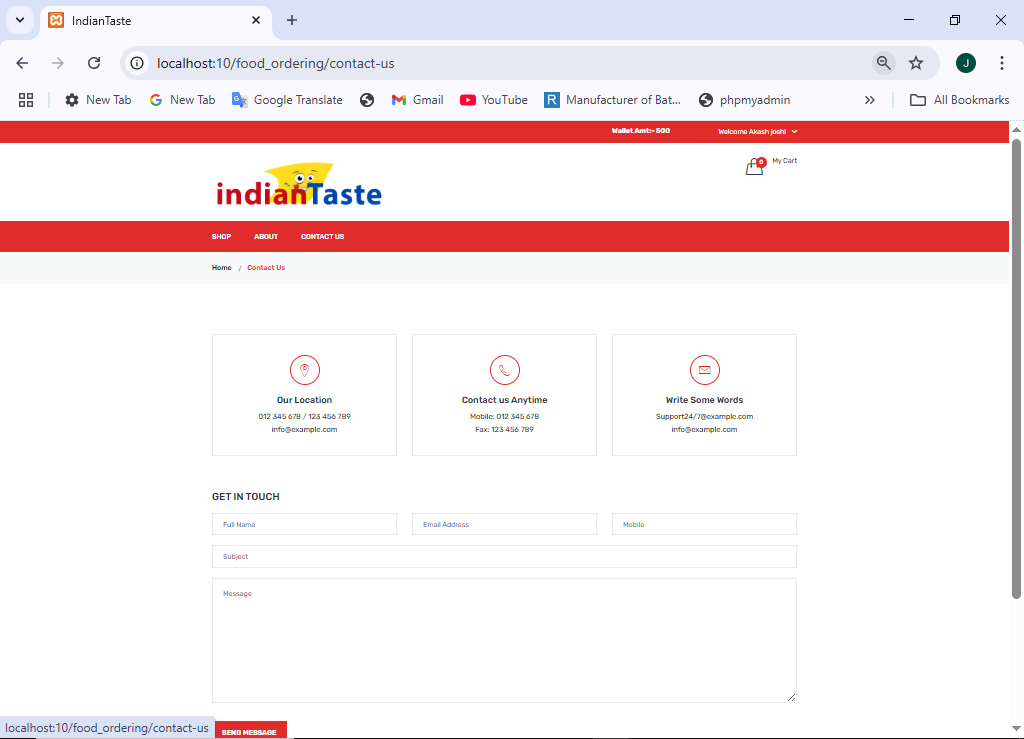 IndianTaste
localhost:10/food_ordering/contact-us
J
New Tab
New Tab
Google Translate
Gmail
YouTube
R
Manufacturer of Bat...
phpmyadmin
All Bookmarks
Wallet Amt:- 500
Welcome Akash joshi
indianTaste
0
My Cart
SHOP
ABOUT
CONTACT US
Home / Contact Us
Our Location
012 345 678 / 123 456 789
info@example.com
Contact us Anytime
Mobile: 012 345 678
Fax: 123 456 789
Write Some Words
Support24/7@example.com
info@example.com
GET IN TOUCH
Full Name
Email Address
Mobile
Subject
Message
SEND MESSAGE
localhost:10/food_ordering/contact-us